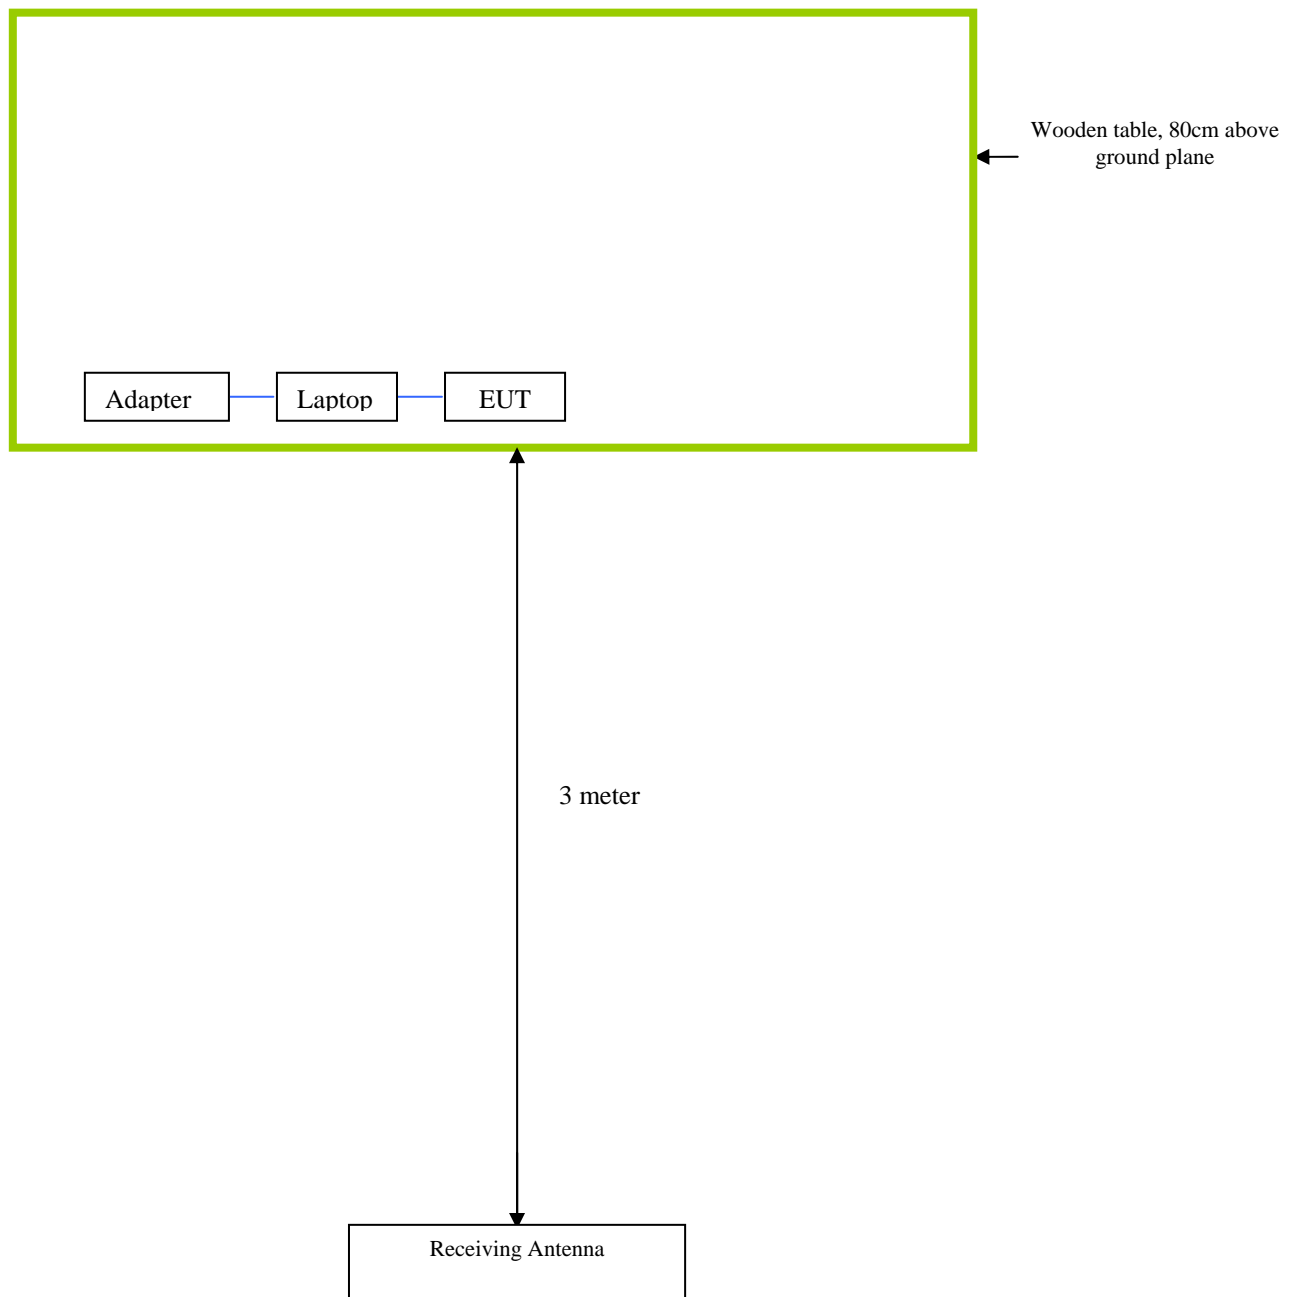 Wooden table, 80cm above
ground plane
Adapter
Laptop
EUT
3 meter
Receiving Antenna